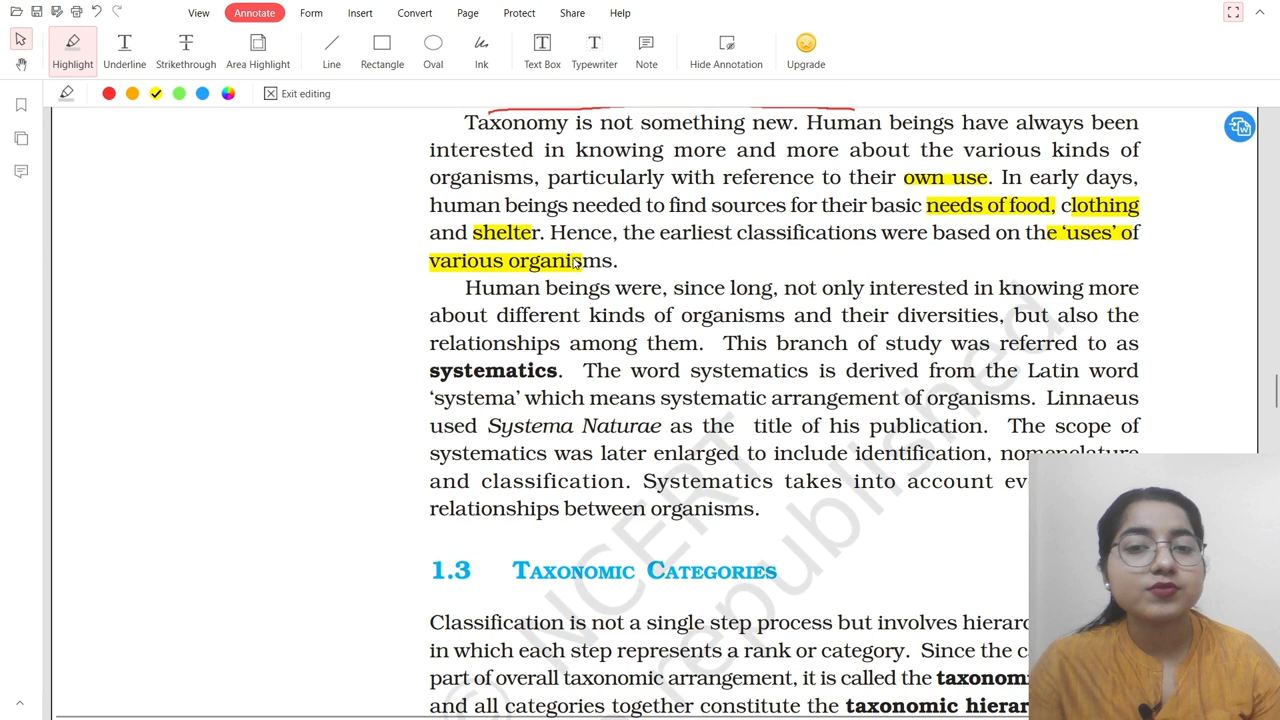 View Annotate Form Insert Convert Page Protect Share Help
Highlight Underline Strikethrough Area Highlight Line Rectangle Oval Ink Text Box Typewriter Note Hide Annotation Upgrade
Exit editing
Taxonomy is not something new. Human beings have always been
interested in knowing more and more about the various kinds of
organisms, particularly with reference to their own use. In early days,
human beings needed to find sources for their basic needs of food, clothing
and shelter. Hence, the earliest classifications were based on the ‘uses’ of
various organisms.
Human beings were, since long, not only interested in knowing more
about different kinds of organisms and their diversities, but also the
relationships among them. This branch of study was referred to as
systematics. The word systematics is derived from the Latin word
‘systema’ which means systematic arrangement of organisms. Linnaeus
used Systema Naturae as the title of his publication. The scope of
systematics was later enlarged to include identification, nomenclature
and classification. Systematics takes into account ev
relationships between organisms.
1.3 TAXONOMIC CATEGORIES
Classification is not a single step process but involves hierarc
in which each step represents a rank or category. Since the c
part of overall taxonomic arrangement, it is called the taxonomi
and all categories together constitute the taxonomic hierar
© NCERT
republished